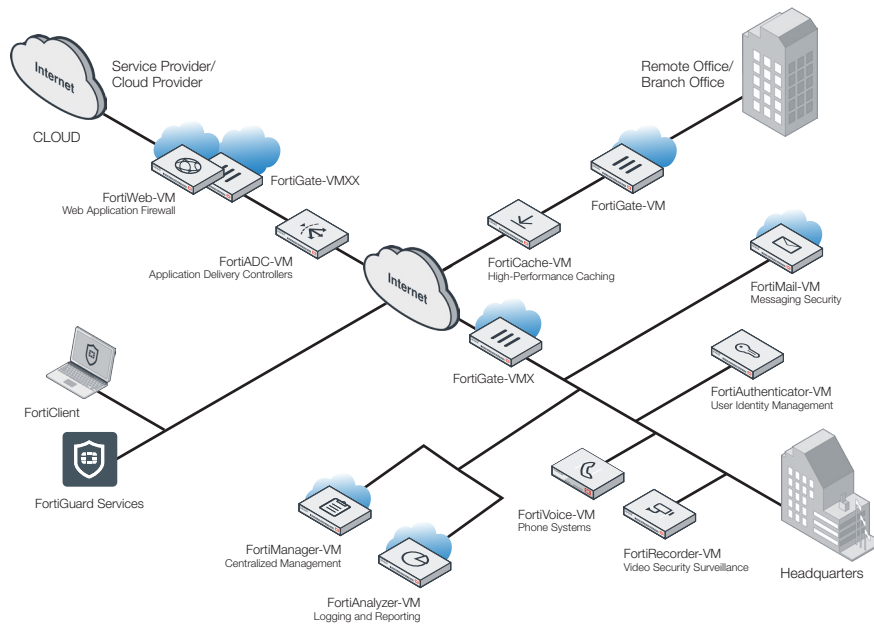 Internet
Service Provider/
Cloud Provider
CLOUD
Remote Office/
Branch Office
FortiWeb-VM
Web Application Firewall
FortiGate-VMXX
FortiGate-VM
FortiADC-VM
Application Delivery Controllers
FortiCache-VM
High-Performance Caching
Internet
FortiMail-VM
Messaging Security
FortiGate-VMX
FortiClient
FortiAuthenticator-VM
User Identity Management
FortiGuard Services
FortiVoice-VM
Phone Systems
FortiManager-VM
Centralized Management
FortiRecorder-VM
Video Security Surveillance
Headquarters
FortiAnalyzer-VM
Logging and Reporting